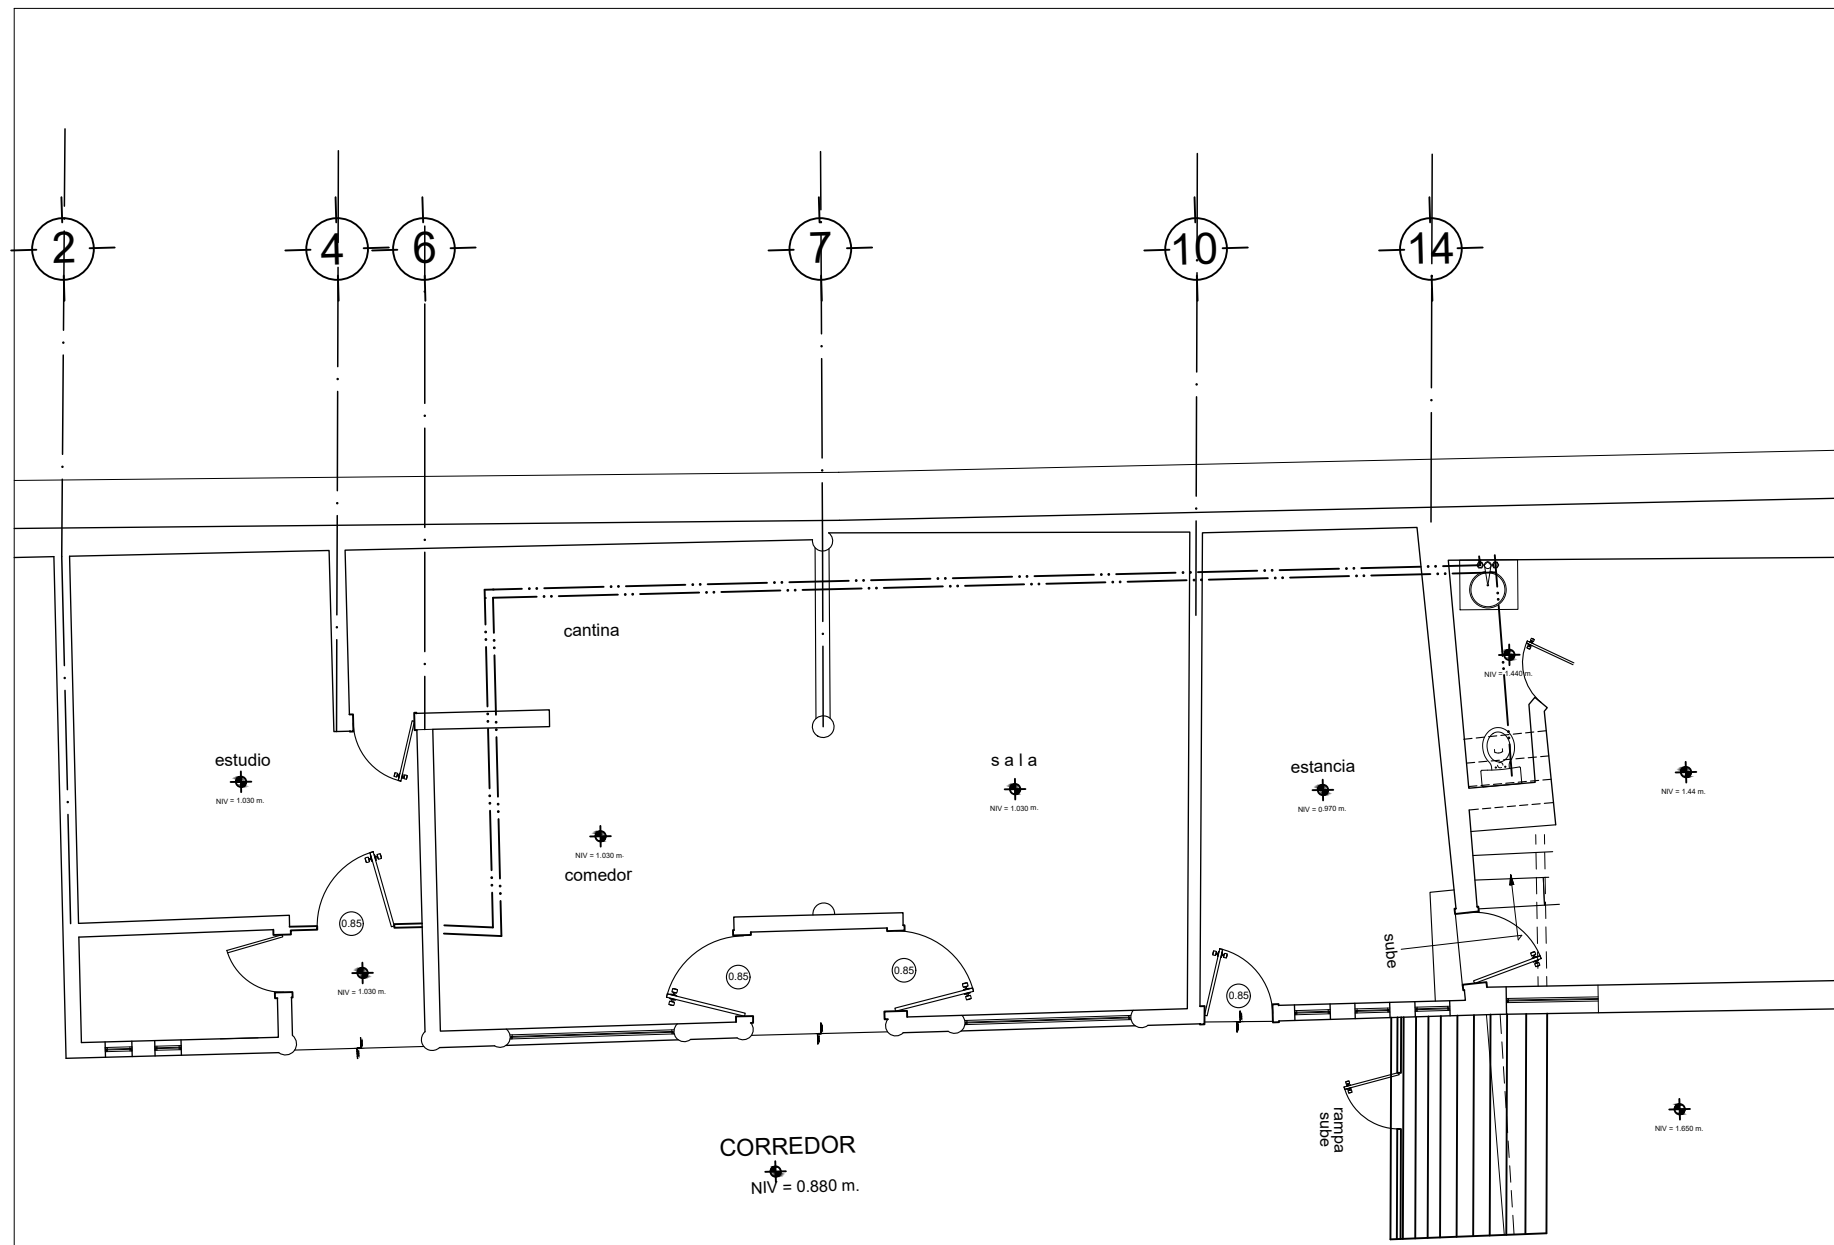 2
4
6
7
10
14
cantina
NIV = 1.440 m.
estudio
NIV = 1.030 m.
s a l a
NIV = 1.030 m.
estancia
NIV = 0.970 m.
NIV = 1.44 m.
NIV = 1.030 m.
comedor
0.85
NIV = 1.030 m.
0.85
0.85
0.85
sube
rampa
sube
NIV = 1.650 m.
CORREDOR
NIV = 0.880 m.